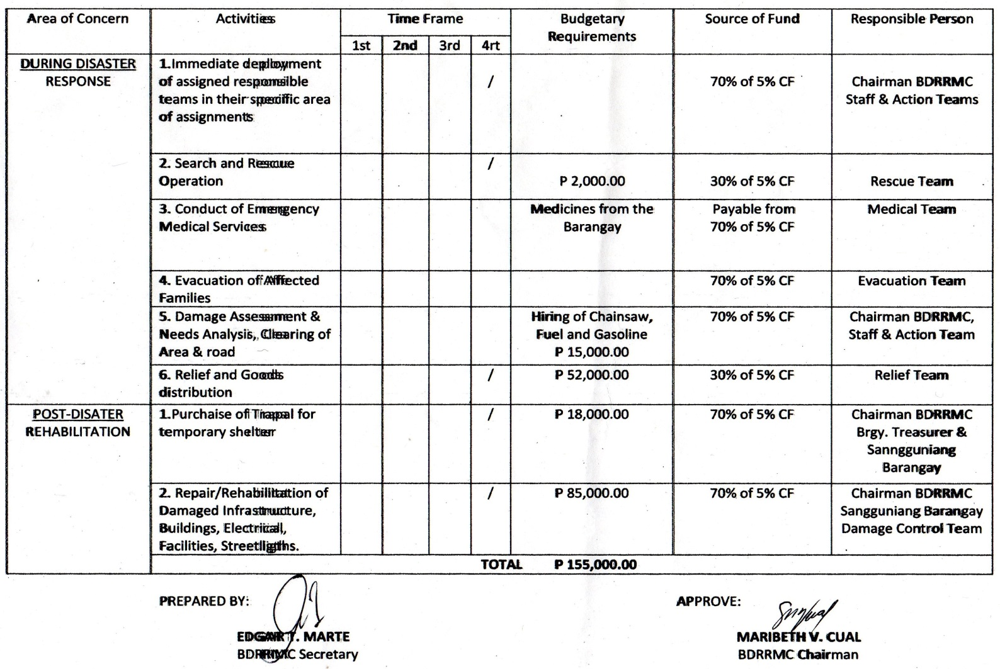 Area of Concern Activities Time Frame Budgetary Requirements Source of Fund Responsible Person
1st 2nd 3rd 4rt
DURING DISASTER
RESPONSE
1.Immediate deployment
of assigned responsible
teams in their specific area
of assignments
/
70% of 5% CF
Chairman BDRRMC
Staff & Action Teams
2. Search and Rescue
Operation
/
P 2,000.00
30% of 5% CF
Rescue Team
3. Conduct of Emergency
Medical Services
Medicines from the
Barangay
Payable from
70% of 5% CF
Medical Team
4. Evacuation of Affected
Families
70% of 5% CF
Evacuation Team
5. Damage Assessment &
Needs Analysis, Clearing of
Area & road
Hiring of Chainsaw,
Fuel and Gasoline
P 15,000.00
70% of 5% CF
Chairman BDRRMC,
Staff & Action Team
6. Relief and Goods
distribution
/
P 52,000.00
30% of 5% CF
Relief Team
POST-DISATER
REHABILITATION
1.Purchaise of Trapal for
temporary shelter
/
P 18,000.00
70% of 5% CF
Chairman BDRRMC
Brgy. Treasurer &
Sanngguniang
Barangay
2. Repair/Rehabilitation of
Damaged Infrastructure,
Buildings, Electrical,
Facilities, Streetligths.
/
P 85,000.00
70% of 5% CF
Chairman BDRRMC
Sangguniang Barangay
Damage Control Team
TOTAL P 155,000.00
PREPARED BY:
EDGAR T. MARTE
BDRRMC Secretary
APPROVE:
MARIBETH V. CUAL
BDRRMC Chairman